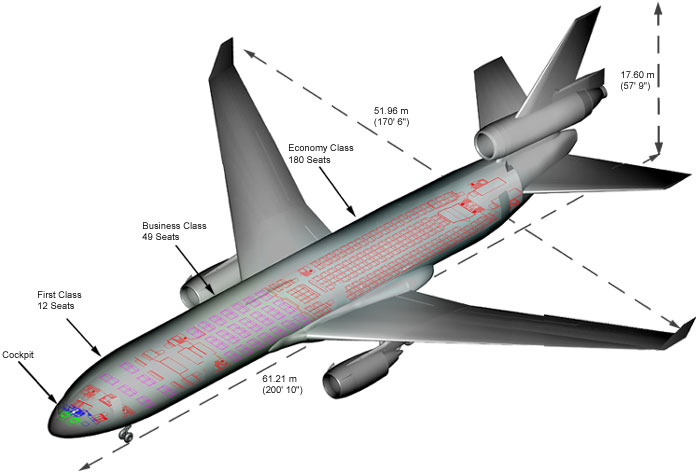 17.60 m
(57' 9")
51.96 m
(170' 6")
Economy Class
180 Seats
Business Class
49 Seats
First Class
12 Seats
Cockpit
61.21 m
(200' 10")